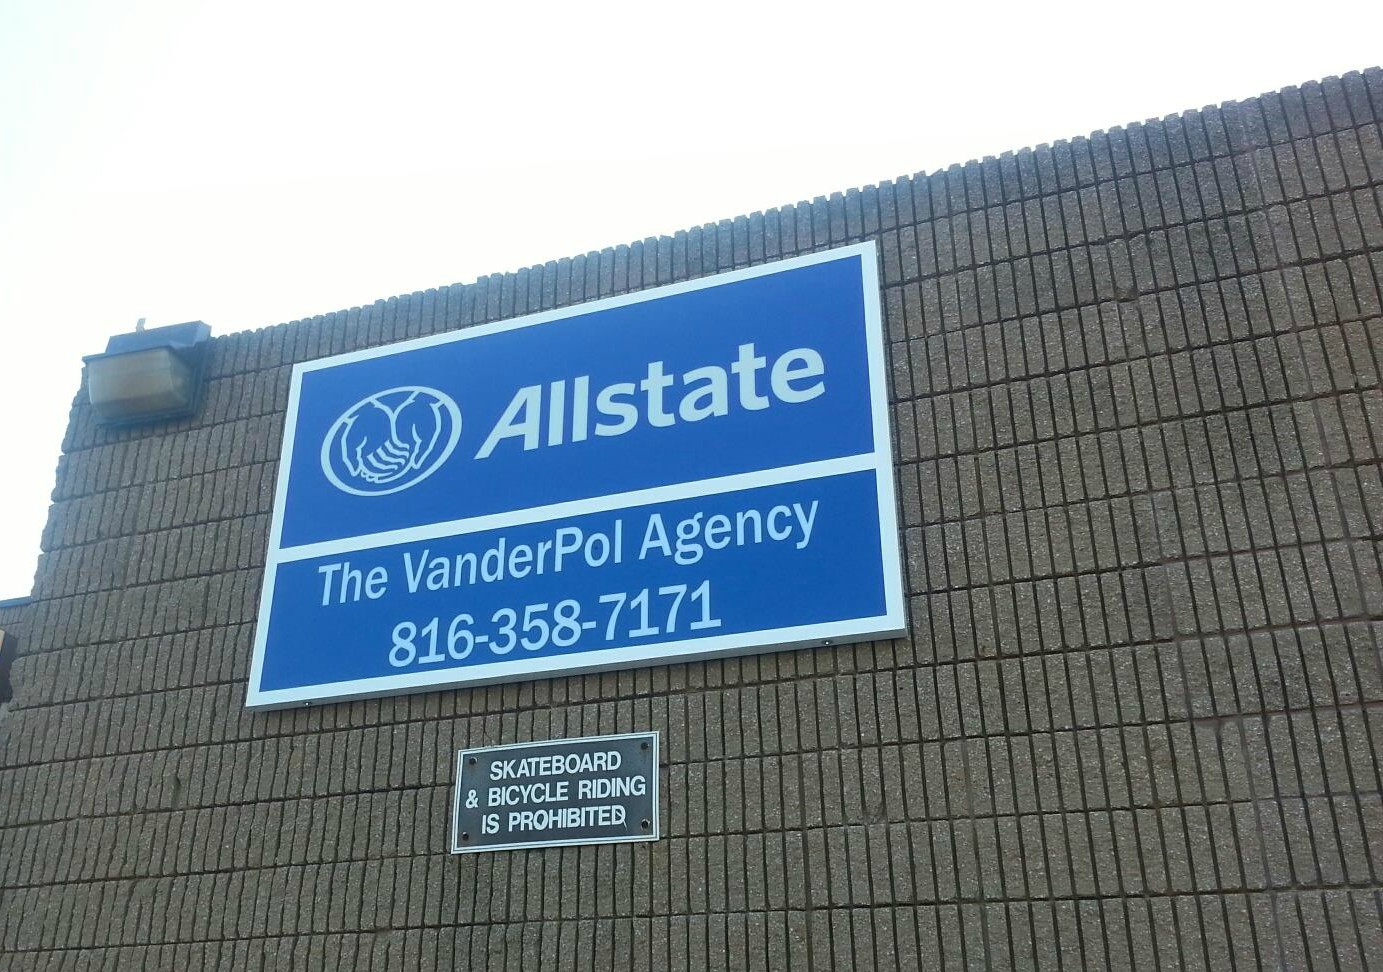 Allstate
The VanderPol Agency
816-358-7171
SKATEBOARD
& BICYCLE RIDING
IS PROHIBITED